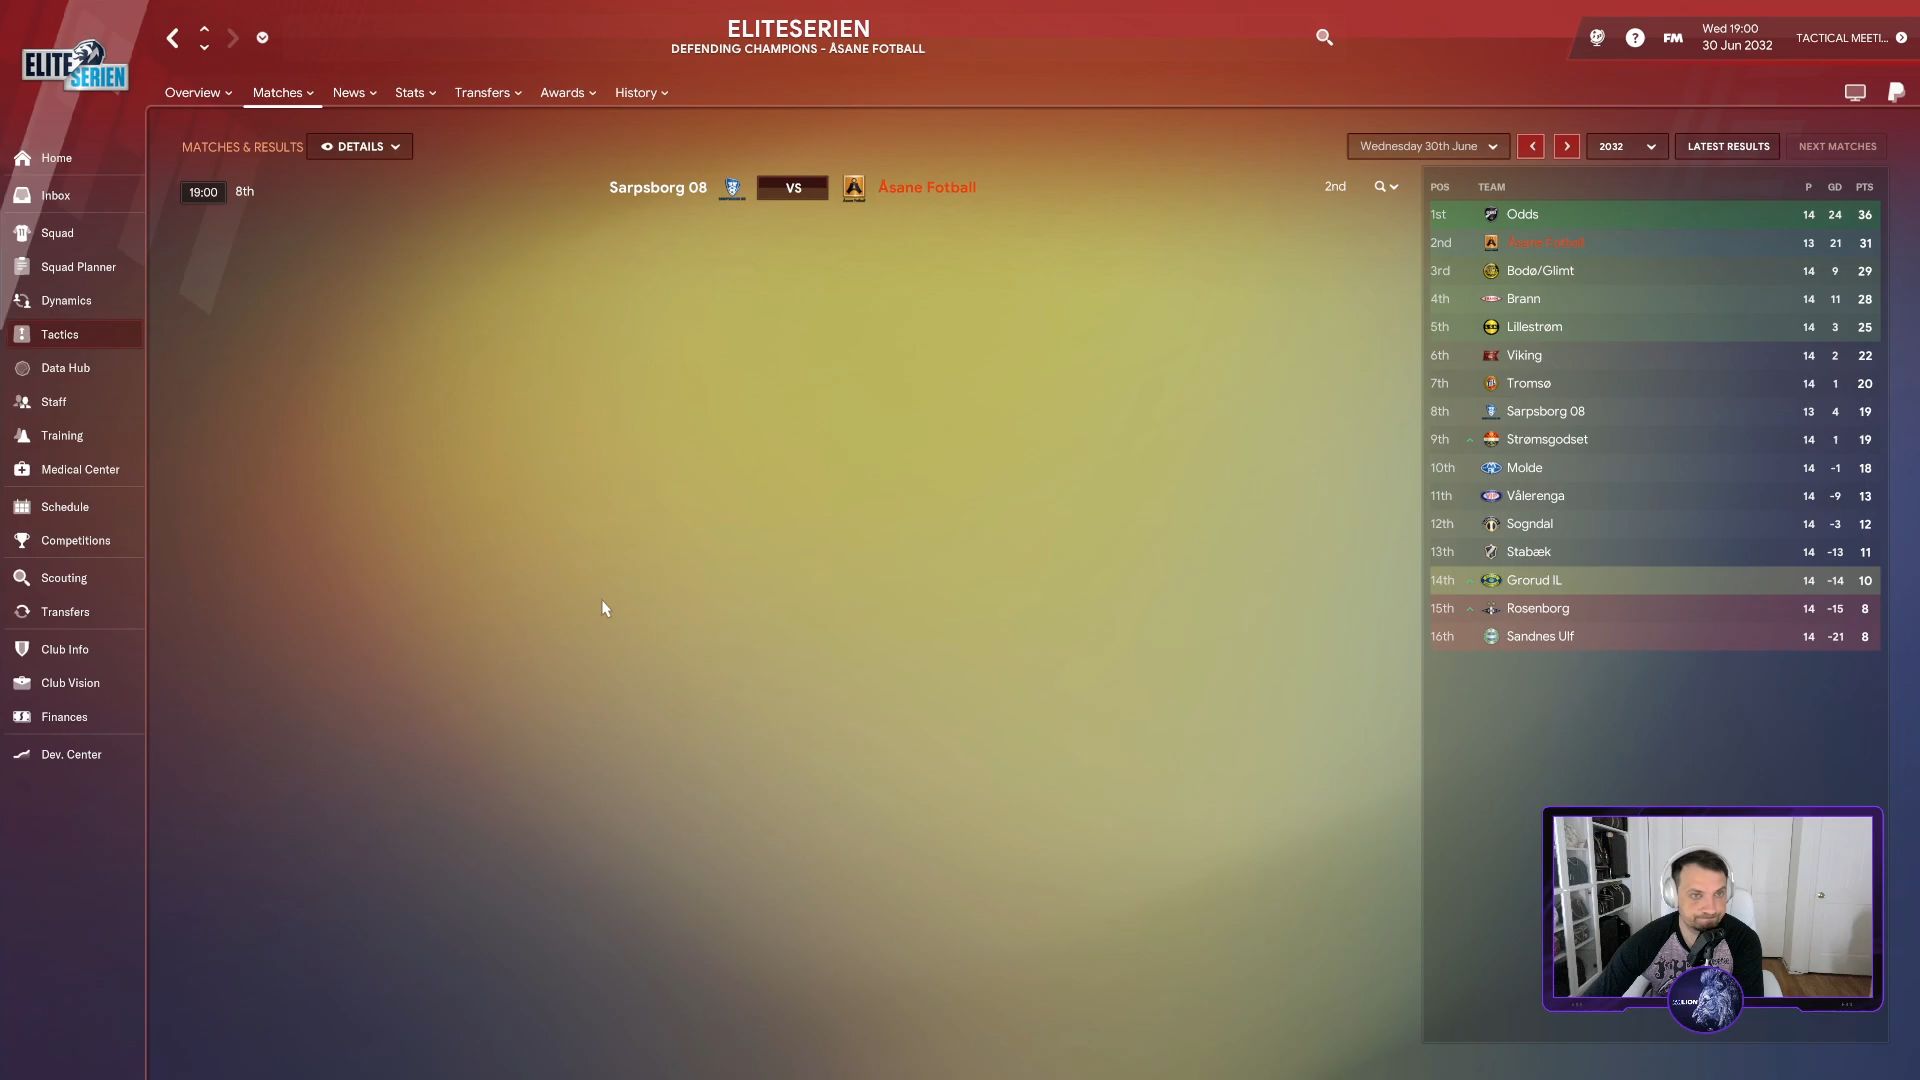 ELITE
SERIEN
ELITESERIEN
DEFENDING CHAMPIONS - ÅSANE FOTBALL
FM
Wed 19:00
30 Jun 2032
TACTICAL MEETI...
Overview
Matches
News
Stats
Transfers
Awards
History
Home
Inbox
Squad
Squad Planner
Dynamics
Tactics
Data Hub
Staff
Training
Medical Center
Schedule
Competitions
Scouting
Transfers
Club Info
Club Vision
Finances
Dev. Center
MATCHES & RESULTS
DETAILS
Wednesday 30th June
2032
LATEST RESULTS
NEXT MATCHES
19:00 8th Sarpsborg 08 VS Åsane Fotball 2nd
POS TEAM P GD PTS
1st Odds 14 24 36
2nd Åsane Fotball 13 21 31
3rd Bodø/Glimt 14 9 29
4th Brann 14 11 28
5th Lillestrøm 14 3 25
6th Viking 14 2 22
7th Tromsø 14 1 20
8th Sarpsborg 08 13 4 19
9th Strømsgodset 14 1 19
10th Molde 14 -1 18
11th Vålerenga 14 -9 13
12th Sogndal 14 -3 12
13th Stabæk 14 -13 11
14th Grorud IL 14 -14 10
15th Rosenborg 14 -15 8
16th Sandnes Ulf 14 -21 8